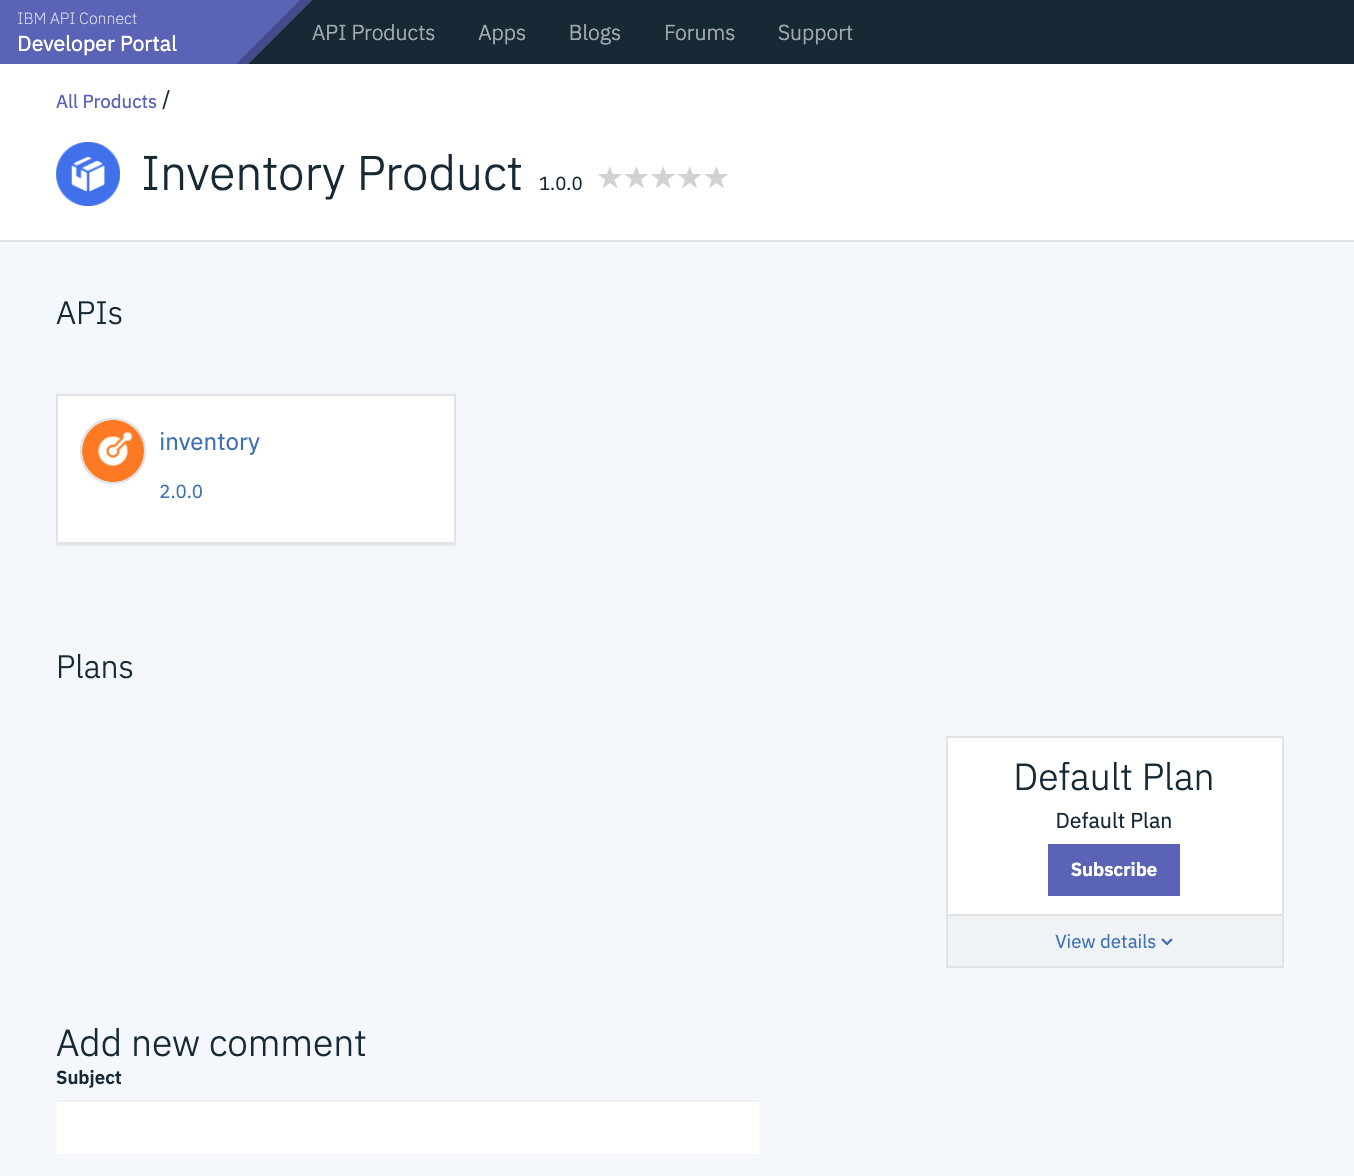 IBM API Connect
Developer Portal
API Products Apps Blogs Forums Support
All Products /
Inventory Product 1.0.0
APIs
inventory
2.0.0
Plans
Default Plan
Default Plan
Subscribe
View details
Add new comment
Subject